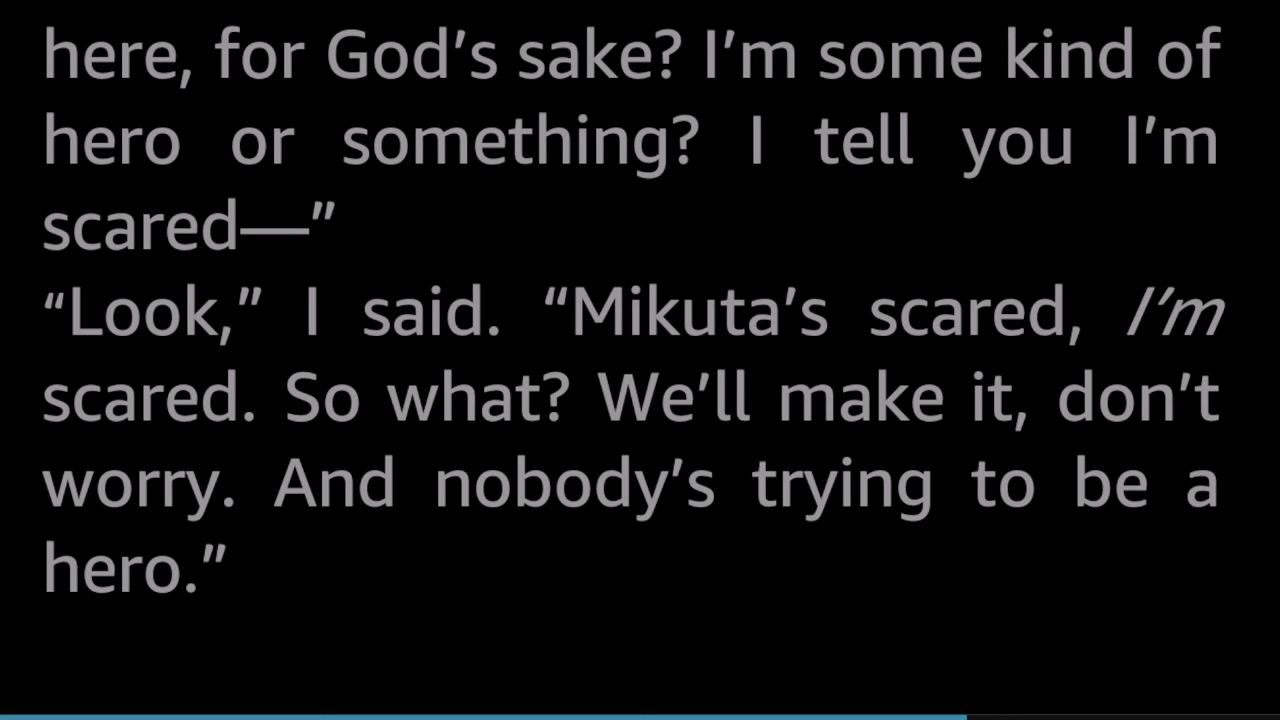 here, for God’s sake? I’m some kind of
hero or something? I tell you I’m
scared—”
“Look,” I said. “Mikuta’s scared, I’m
scared. So what? We’ll make it, don’t
worry. And nobody’s trying to be a
hero.”